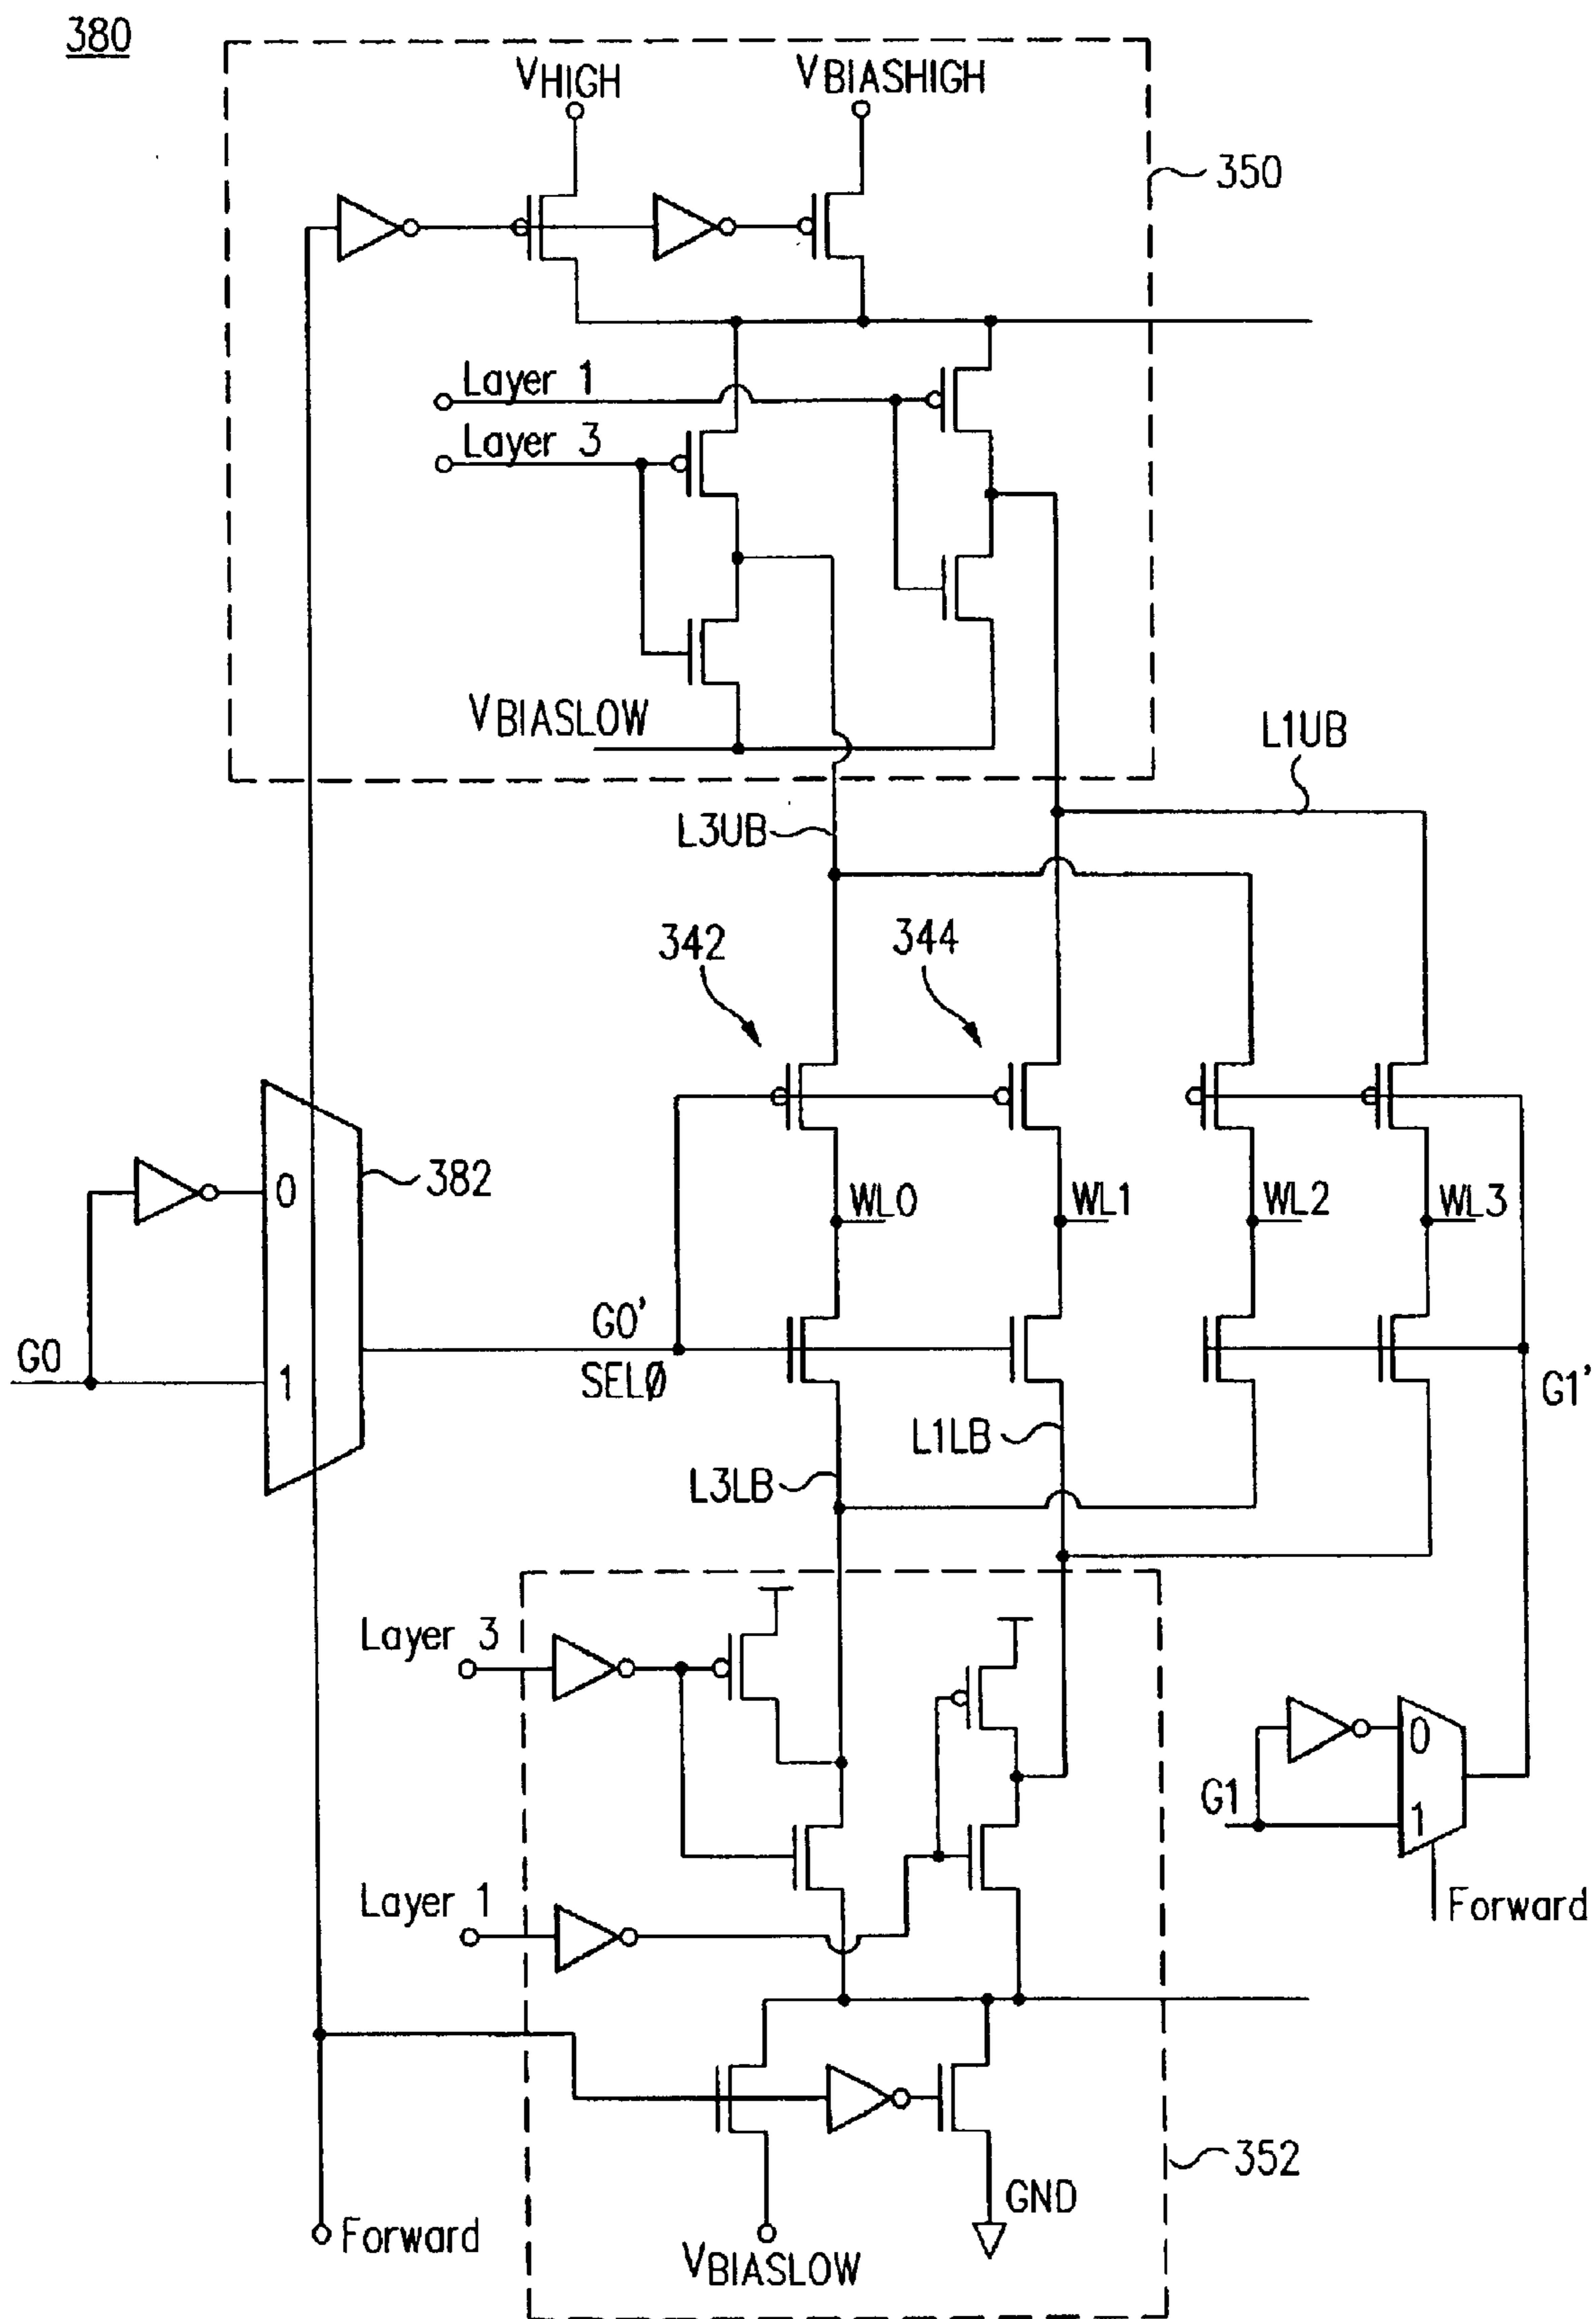 380
VHIGH
VBIASHIGH
350
Layer 1
Layer 3
VBIASLOW
L1UB
L3UB
342
344
382
0
WL0
WL1
WL2
WL3
G0
1
G0'
SELØ
G1'
L1LB
L3LB
Layer 3
0
G1
1
Layer 1
Forward
352
GND
Forward
VBIASLOW